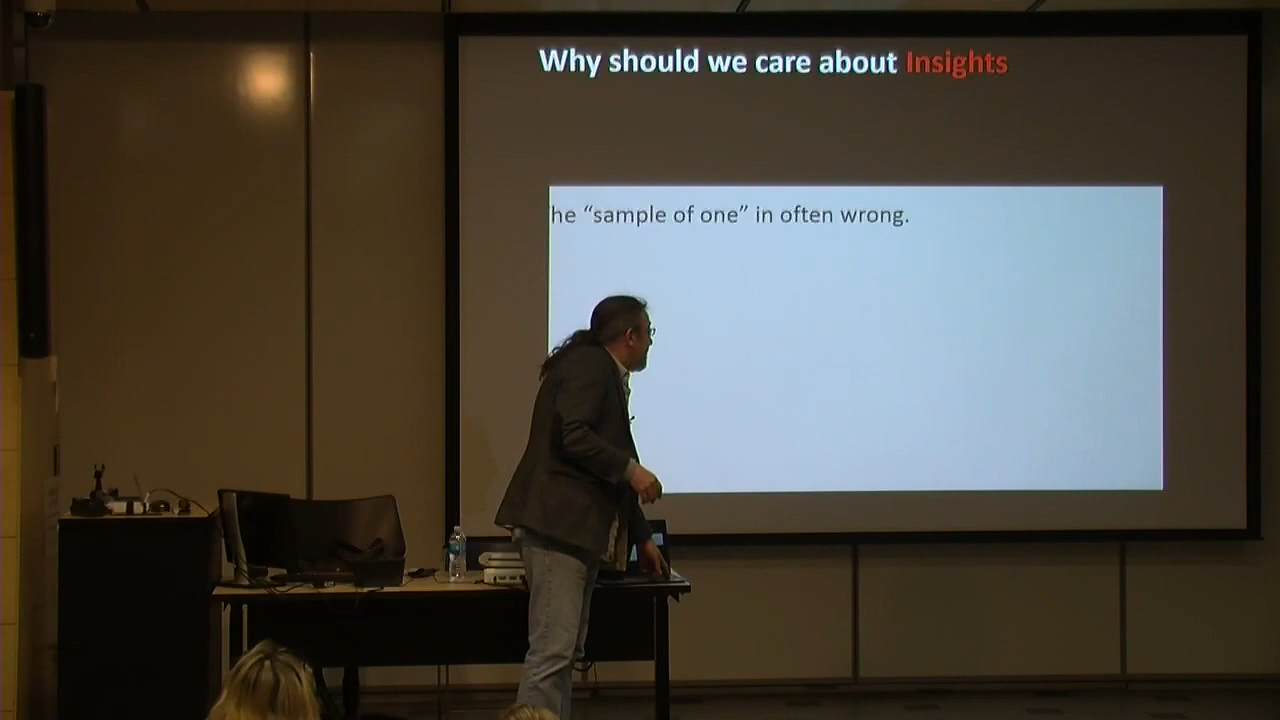 Why should we care about Insights
he “sample of one” in often wrong.